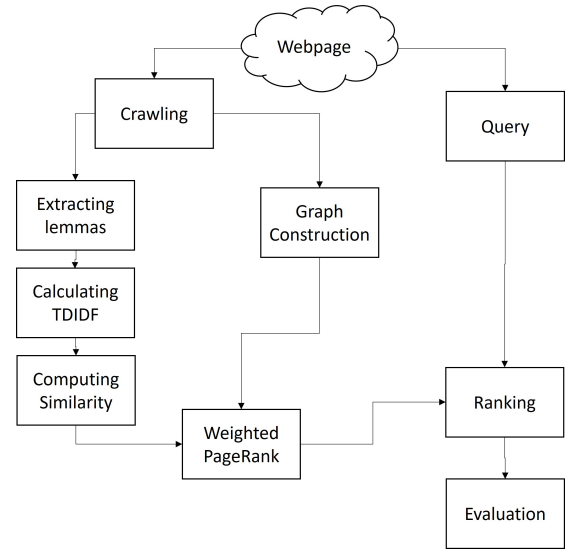 Webpage
Crawling
Query
Extracting
lemmas
Graph
Construction
Calculating
TDIDF
Computing
Similarity
Ranking
Weighted
PageRank
Evaluation